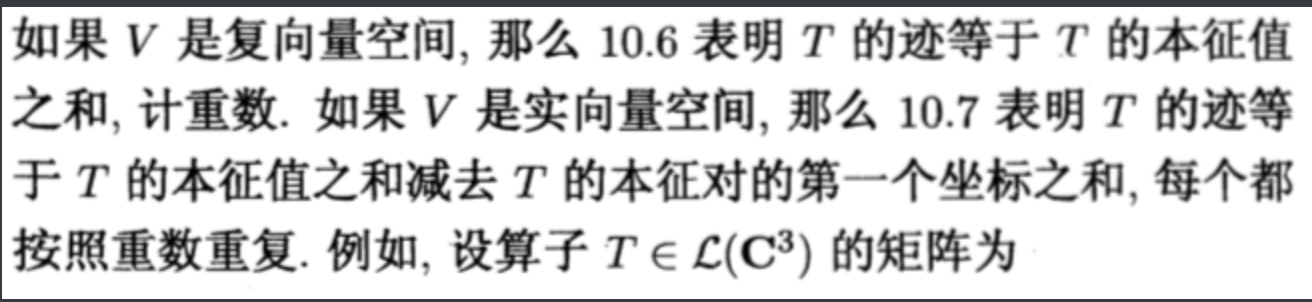 如果 V 是复向量空间, 那么 10.6 表明 T 的迹等于 T 的本征值
之和, 计重数. 如果 V 是实向量空间, 那么 10.7 表明 T 的迹等
于 T 的本征值之和减去 T 的本征对的第一个坐标之和, 每个都
按照重数重复. 例如, 设算子 T ∈ ℒ(C³) 的矩阵为